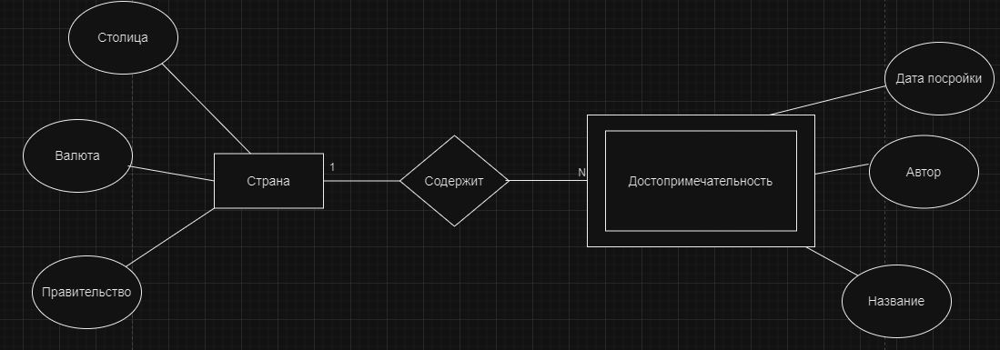 Столица
Дата посройки
Валюта
1
N
Автор
Страна
Содержит
Достопримечательность
Правительство
Название